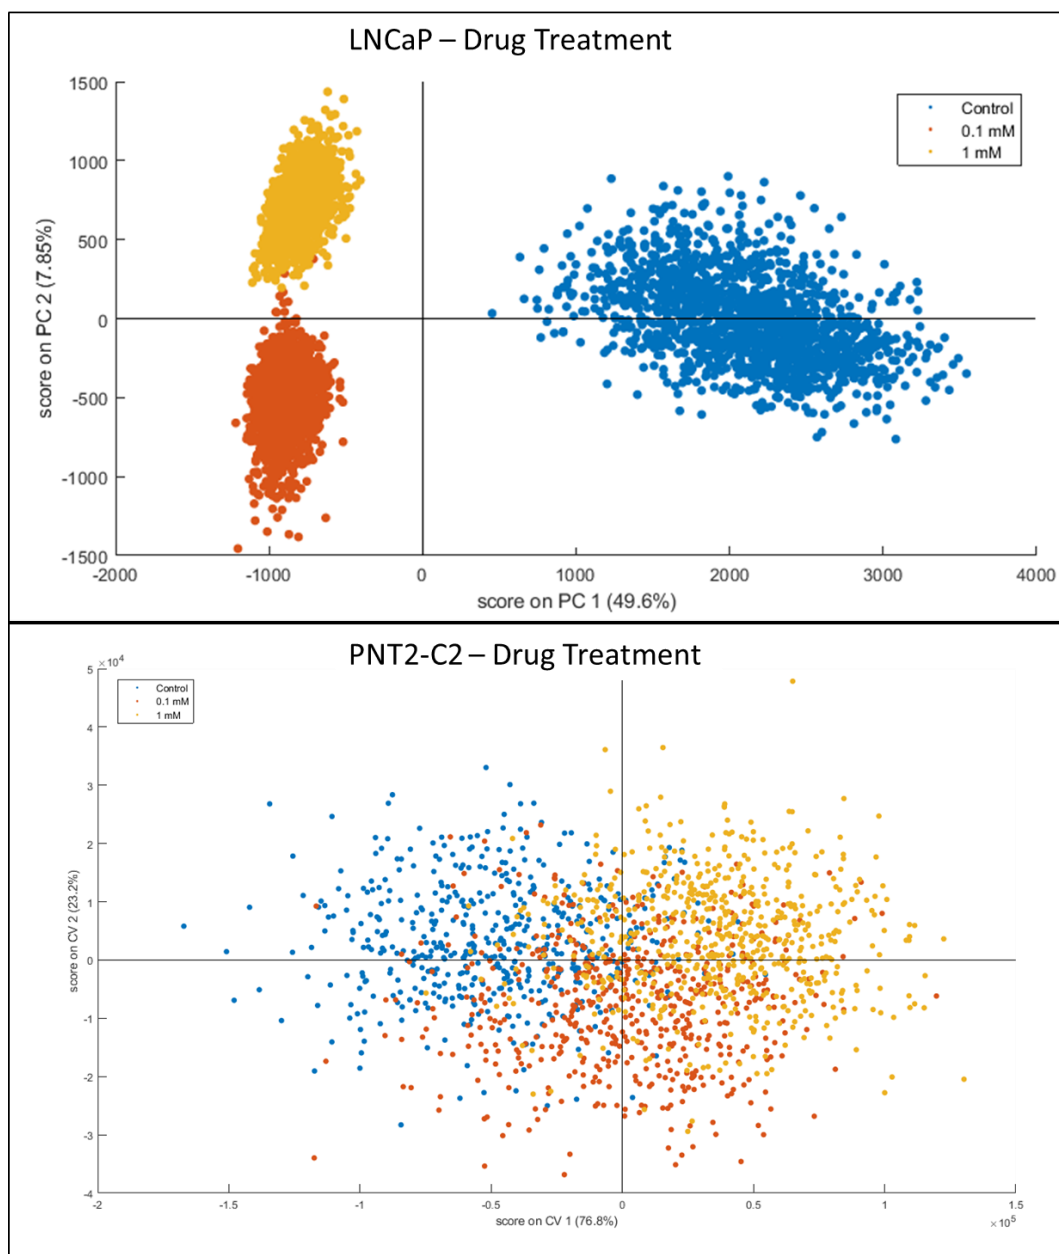 LNCaP – Drug Treatment
1500
1000
500
0
-500
-1000
-1500
score on PC 2 (7.85%)
Control
0.1 mM
1 mM
-2000 -1000 0 1000 2000 3000 4000
score on PC 1 (49.6%)
PNT2-C2 – Drug Treatment
×10⁴
5
4
3
2
1
0
-1
-2
-3
-4
score on CV 2 (23.2%)
Control
0.1 mM
1 mM
-2 -1.5 -1 -0.5 0 0.5 1 1.5
score on CV 1 (76.8%)
×10⁵